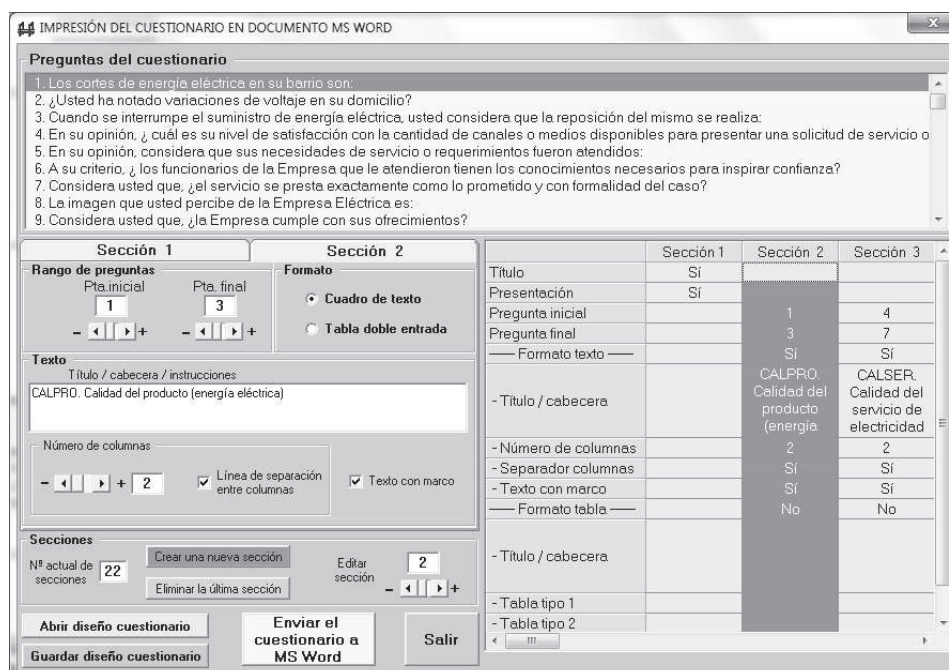 IMPRESIÓN DEL CUESTIONARIO EN DOCUMENTO MS WORD
x
Preguntas del cuestionario
1. Los cortes de energía eléctrica en su barrio son:
2. ¿Usted ha notado variaciones de voltaje en su domicilio?
3. Cuando se interrumpe el suministro de energía eléctrica, usted considera que la reposición del mismo se realiza:
4. En su opinión, ¿ cuál es su nivel de satisfacción con la cantidad de canales o medios disponibles para presentar una solicitud de servicio o
5. En su opinión, considera que sus necesidades de servicio o requerimientos fueron atendidos:
6. A su criterio, ¿ los funcionarios de la Empresa que le atendieron tienen los conocimientos necesarios para inspirar confianza?
7. Considera usted que, ¿el servicio se presta exactamente como lo prometido y con formalidad del caso?
8. La imagen que usted percibe de la Empresa Eléctrica es:
9. Considera usted que, ¿la Empresa cumple con sus ofrecimientos?
Sección 1
Sección 2
Rango de preguntas
Pta.inicial
Pta. final
1
3
- +
- +
Formato
Cuadro de texto
Tabla doble entrada
Texto
Título / cabecera / instrucciones
CALPRO. Calidad del producto (energía eléctrica)
Número de columnas
- + 2
Línea de separación
entre columnas
Texto con marco
Secciones
Nº actual de
secciones
22
Crear una nueva sección
Eliminar la última sección
Editar
sección
2
- +
Abrir diseño cuestionario
Guardar diseño cuestionario
Enviar el
cuestionario a
MS Word
Salir
Sección 1 Sección 2 Sección 3
Título Sí
Presentación Sí
Pregunta inicial 1 4
Pregunta final 3 7
—— Formato texto —— Sí Sí
- Título / cabecera
CALPRO.
Calidad del
producto
(energía
CALSER.
Calidad del
servicio de
electricidad
- Número de columnas 2 2
- Separador columnas Sí Sí
- Texto con marco Sí Sí
—— Formato tabla —— No No
- Título / cabecera
- Tabla tipo 1
- Tabla tipo 2